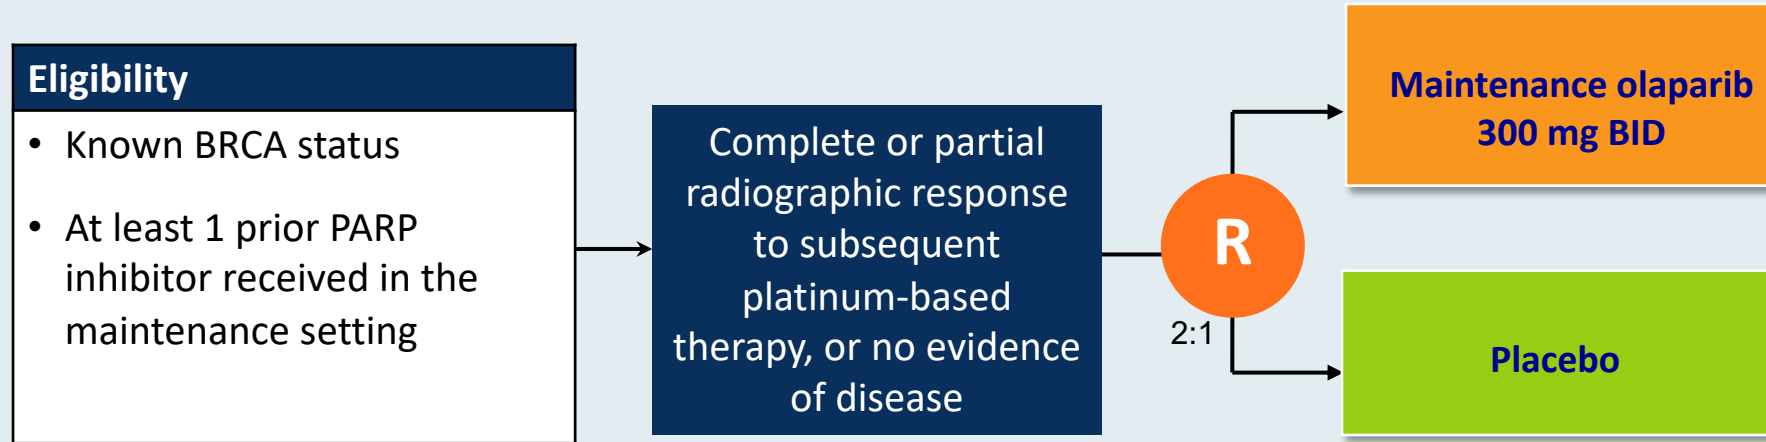 Eligibility
• Known BRCA status
• At least 1 prior PARP
inhibitor received in the
maintenance setting
Complete or partial
radiographic response
to subsequent
platinum-based
therapy, or no evidence
of disease
R
2:1
Maintenance olaparib
300 mg BID
Placebo